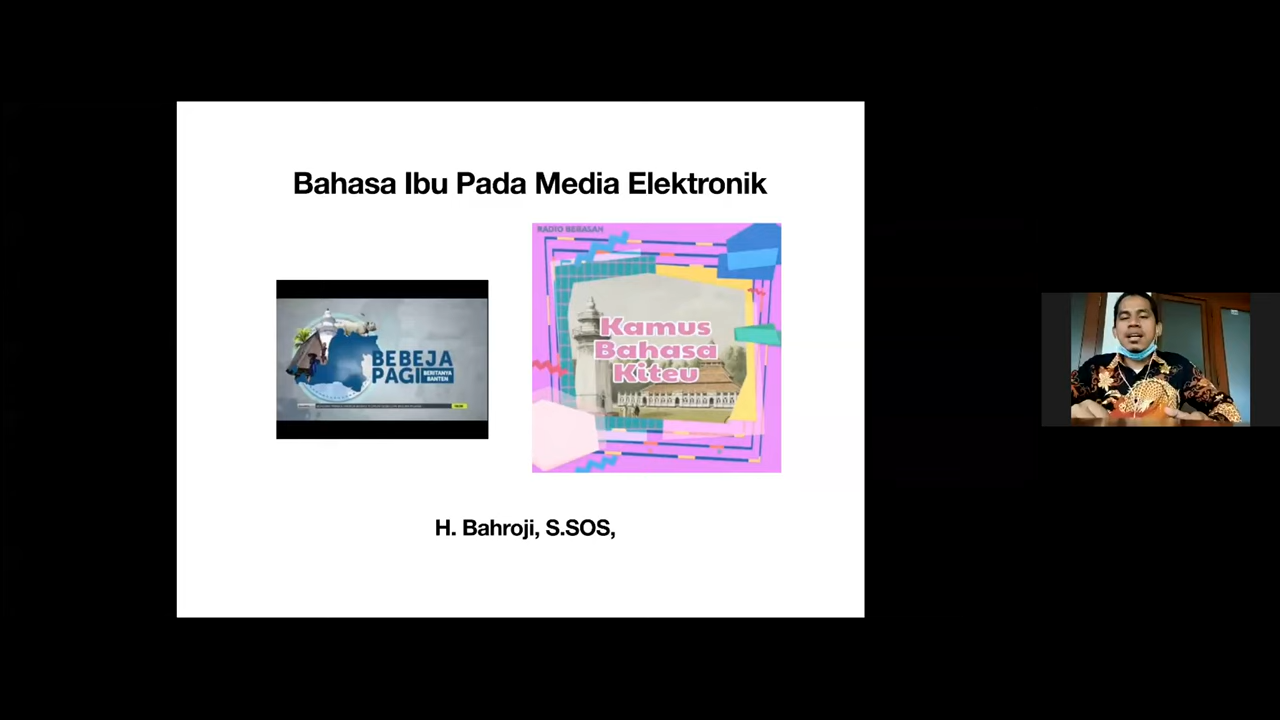 Bahasa Ibu Pada Media Elektronik
RADIO BERASAN
BEBEJA
PAGI BERITANYA
BANTEN
Kamus
Bahasa
Kiteu
H. Bahroji, S.SOS,